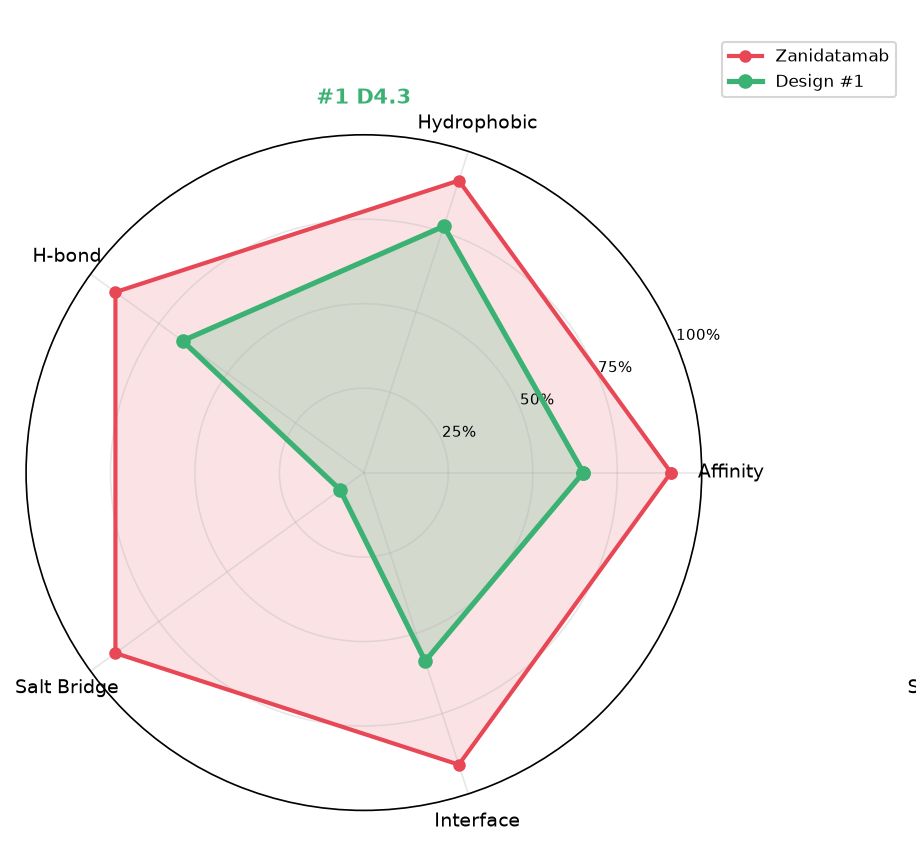 Zanidatamab
Design #1
#1 D4.3
Hydrophobic
H-bond
100%
75%
50%
25%
Affinity
Salt Bridge
S
Interface